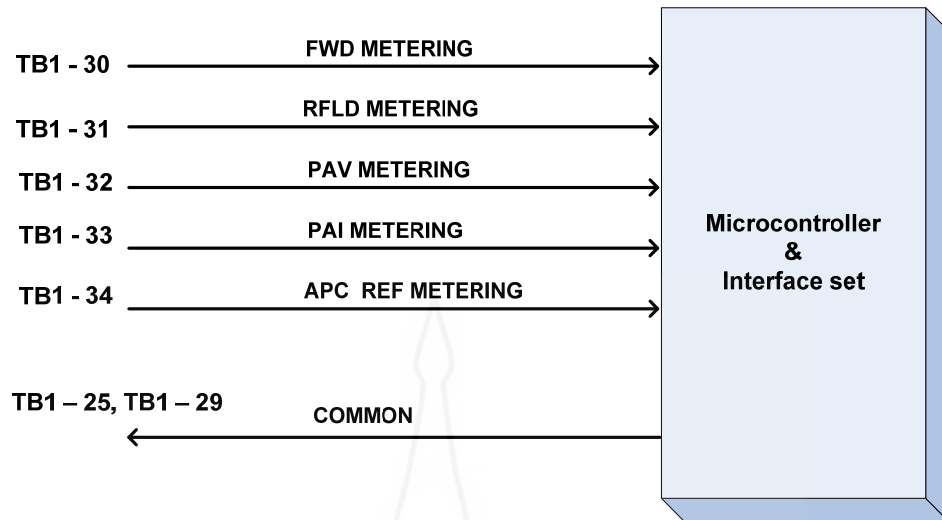 TB1 - 30 FWD METERING
TB1 - 31 RFLD METERING
TB1 - 32 PAV METERING
TB1 - 33 PAI METERING
TB1 - 34 APC REF METERING
TB1 – 25, TB1 – 29 COMMON
Microcontroller
&
Interface set